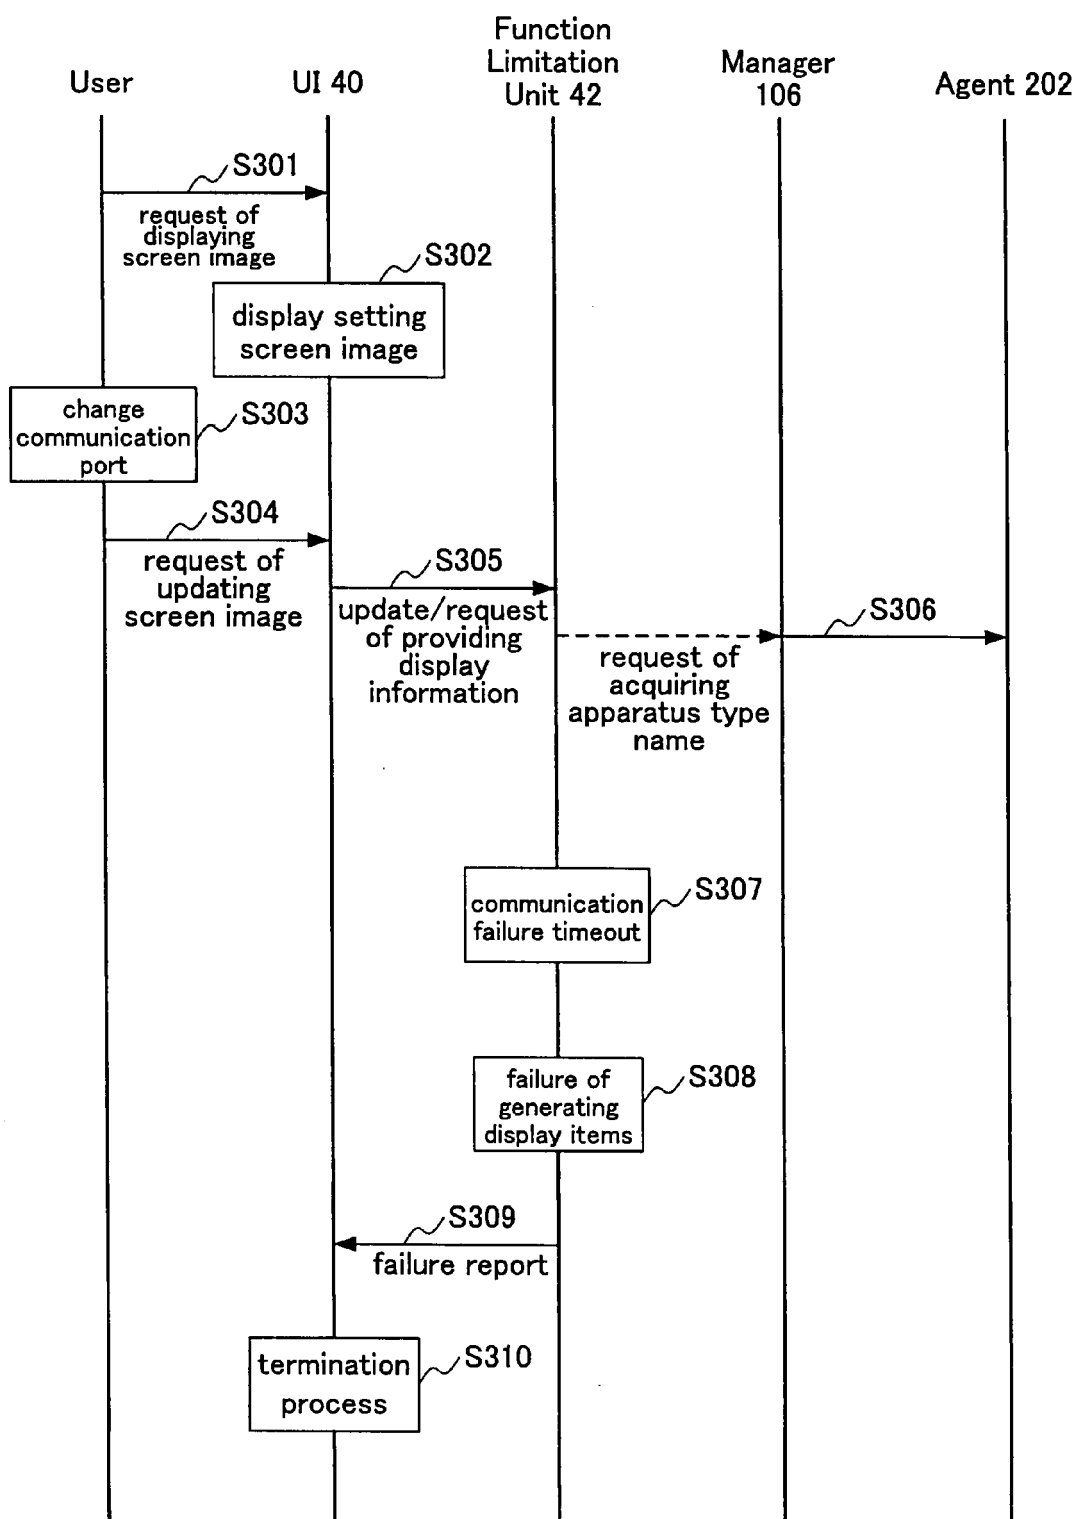 Function
Limitation
Unit 42
User
UI 40
Manager
106
Agent 202
S301
request of
displaying
screen image
S302
display setting
screen image
change
communication
port
S303
S304
request of
updating
screen image
S305
update/request
of providing
display
information
S306
request of
acquiring
apparatus type
name
communication
failure timeout
S307
failure of
generating
display items
S308
S309
failure report
termination
process
S310